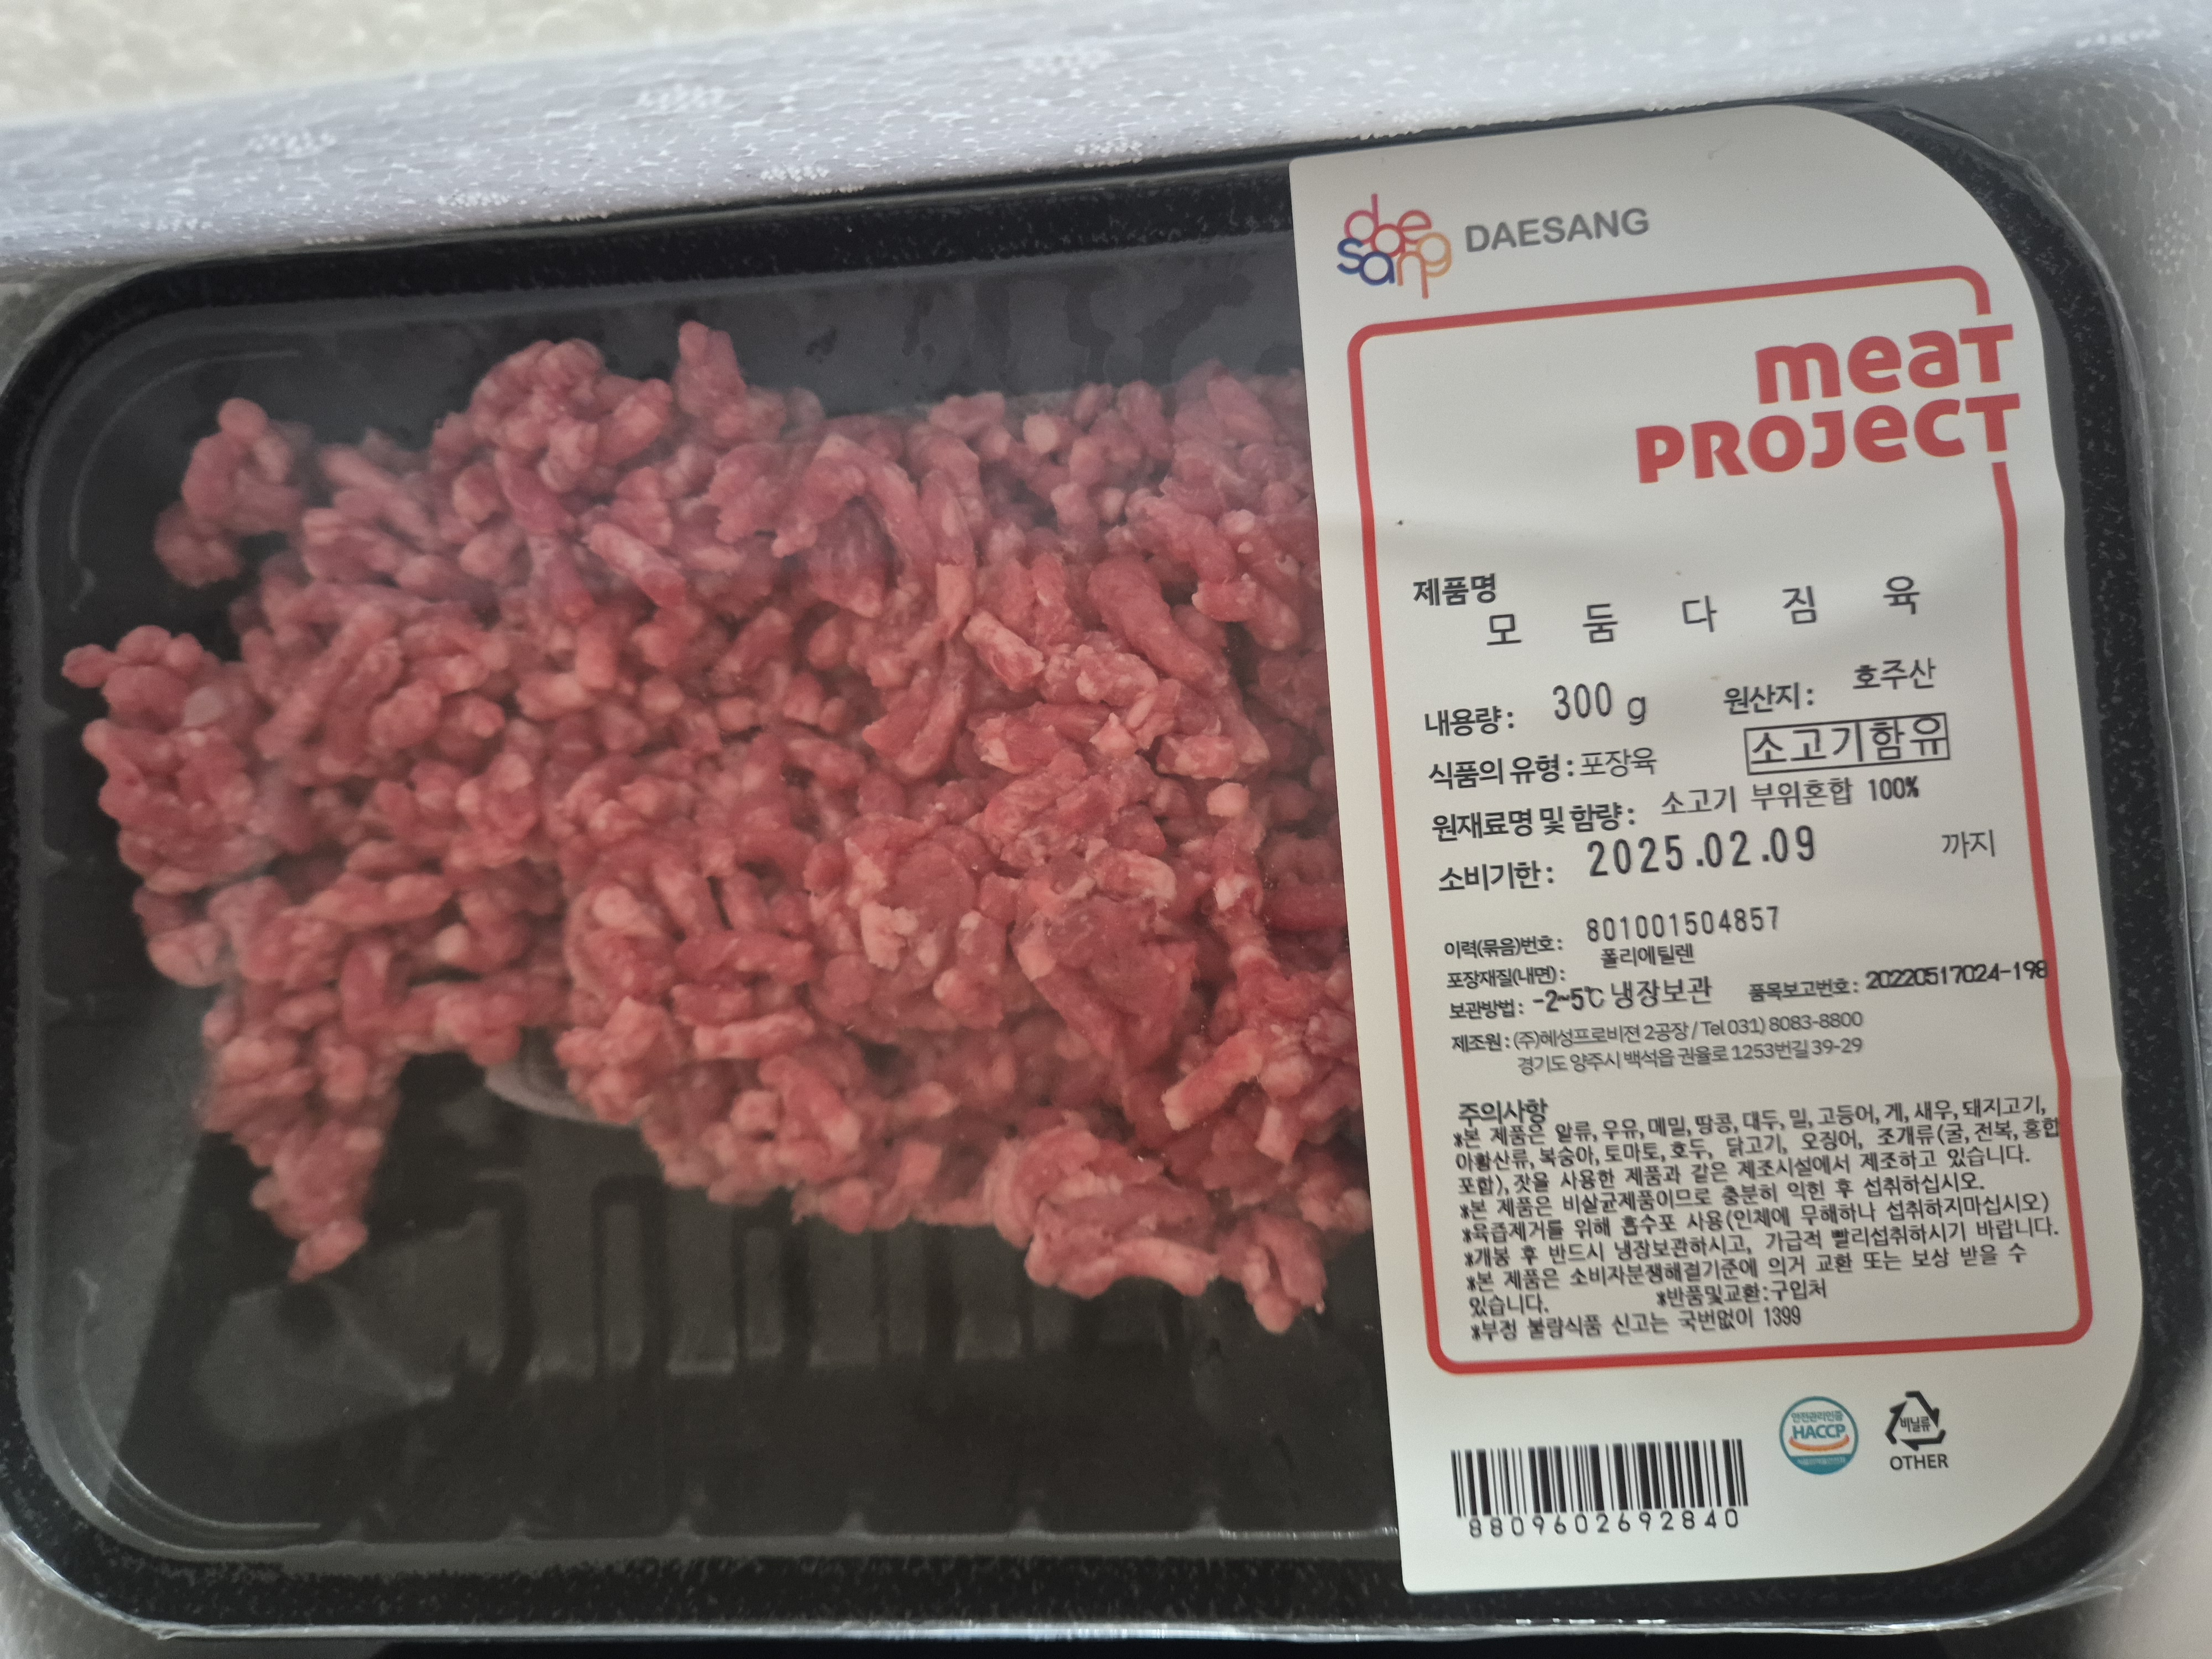 daesang DAESANG
meat
PROJECT
제품명
모 둠 다 짐 육
내용량: 300 g 원산지: 호주산
식품의 유형: 포장육 소고기함유
원재료명 및 함량: 소고기 부위혼합 100%
소비기한: 2025.02.09 까지
이력(묶음)번호: 801001504857
포장재질(내면): 폴리에틸렌
보관방법: -2~5℃ 냉장보관 품목보고번호: 20220517024-198
제조원: (주)혜성프로비젼 2공장 / Tel 031) 8083-8800
경기도 양주시 백석읍 권율로 1253번길 39-29
주의사항
*본 제품은 알류, 우유, 메밀, 땅콩, 대두, 밀, 고등어, 게, 새우, 돼지고기,
아황산류, 복숭아, 토마토, 호두, 닭고기, 오징어, 조개류(굴, 전복, 홍합
포함), 잣을 사용한 제품과 같은 제조시설에서 제조하고 있습니다.
*본 제품은 비살균제품이므로 충분히 익힌 후 섭취하십시오.
*육즙제거를 위해 흡수포 사용(인체에 무해하나 섭취하지마십시오)
*개봉 후 반드시 냉장보관하시고, 가급적 빨리섭취하시기 바랍니다.
*본 제품은 소비자분쟁해결기준에 의거 교환 또는 보상 받을 수
있습니다. *반품및교환:구입처
*부정 불량식품 신고는 국번없이 1399
안전관리인증
HACCP
비닐류
OTHER
8809602692840